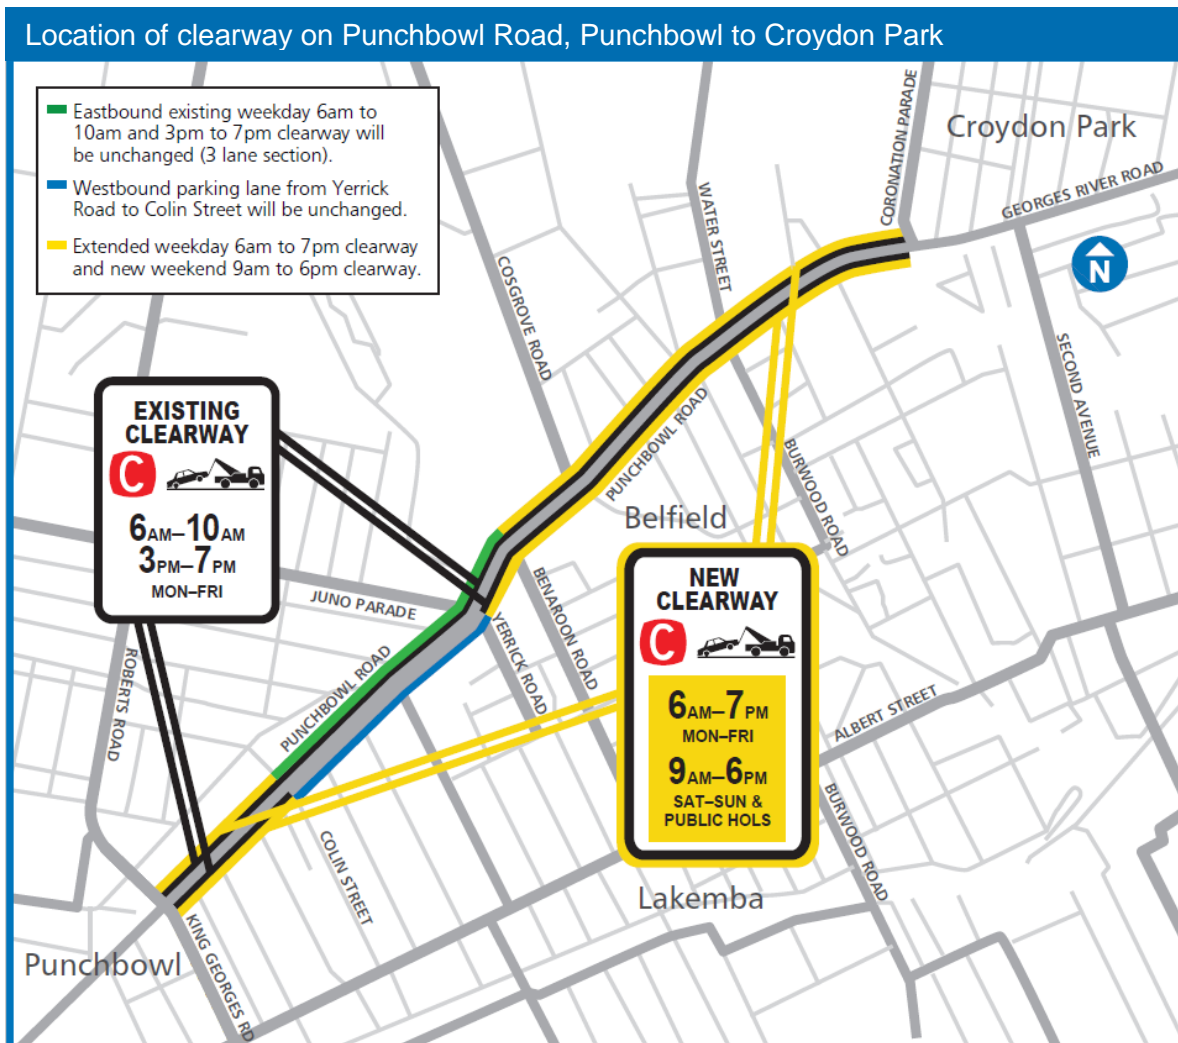 Location of clearway on Punchbowl Road, Punchbowl to Croydon Park
Eastbound existing weekday 6am to
10am and 3pm to 7pm clearway will
be unchanged (3 lane section).
Westbound parking lane from Yerrick
Road to Colin Street will be unchanged.
Extended weekday 6am to 7pm clearway
and new weekend 9am to 6pm clearway.
CORONATION PARADE
Croydon Park
GEORGES RIVER ROAD
WATER STREET
N
COSGROVE ROAD
SECOND AVENUE
EXISTING
CLEARWAY
C
6AM–10AM
3PM–7PM
MON–FRI
PUNCHBOWL ROAD
BURWOOD ROAD
Belfield
JUNO PARADE
BENAROON ROAD
YERRICK ROAD
NEW
CLEARWAY
C
6AM–7PM
MON–FRI
9AM–6PM
SAT–SUN &
PUBLIC HOLS
ROBERTS ROAD
PUNCHBOWL ROAD
ALBERT STREET
COLIN STREET
BURWOOD ROAD
Lakemba
KING GEORGES RD
Punchbowl